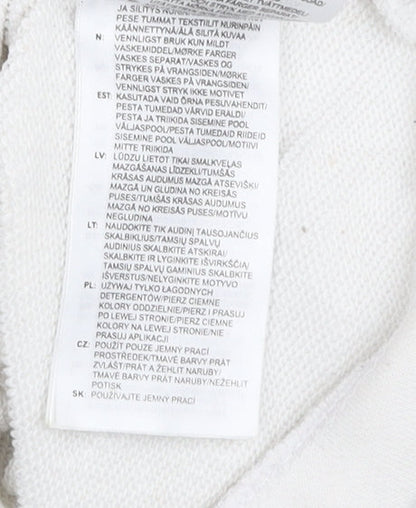 JA SILITÄ NURINPÄIN
PESE TUMMAT TEKSTIILIT NURINPÄIN
KÄÄNNETTYNÄ/ÄLÄ SILITÄ KUVAA
N: VENNLIGST BRUK KUN MILDT
VASKEMIDDEL/MØRKE FARGER
VASKES SEPARAT/VASKES OG
STRYKES PÅ VRANGSIDEN/MØRKE
FARGER VASKES PÅ VRANGSIDEN/
VENNLIGST STRYK IKKE MOTIVET
EST: KASUTADA VAID ÕRNA PESUVAHENDIT/
PESTA TUMEDAD VÄRVID ERALDI/
PESTA JA TRIIKIDA SISEMINE POOL
VÄLJASPOOL/PESTA TUMEDAID RIIDEID
SISEMINE POOL VÄLJASPOOL/MOTIIVI
MITTE TRIIKIDA
LV: LŪDZU LIETOT TIKAI SMALKVEĻAS
MAZGĀŠANAS LĪDZEKLI/TUMŠĀS
KRĀSAS AUDUMUS MAZGĀ ATSEVIŠĶI/
MAZGĀ UN GLUDINA NO KREISĀS
PUSES/TUMŠĀS KRĀSAS AUDUMUS
MAZGĀ NO KREISĀS PUSES/MOTĪVU
NEGLUDINA
LT: NAUDOKITE TIK AUDINĮ TAUSOJANČIUS
SKALBIKLIUS/TAMSIŲ SPALVŲ
AUDINIUS SKALBKITE ATSKIRAI/
SKALBKITE IR LYGINKITE IŠVIRKŠČIĄ/
TAMSIŲ SPALVŲ GAMINIUS SKALBKITE
IŠVERSTUS/NELYGINKITE MOTYVO
PL: UŻYWAJ TYLKO ŁAGODNYCH
DETERGENTÓW/PIERZ CIEMNE
KOLORY ODDZIELNIE/PIERZ I PRASUJ
PO LEWEJ STRONIE/PIERZ CIEMNE
KOLORY NA LEWEJ STRONIE/NIE
PRASUJ APLIKACJI
CZ: POUŽÍT POUZE JEMNÝ PRACÍ
PROSTŘEDEK/TMAVÉ BARVY PRÁT
ZVLÁŠŤ/PRÁT A ŽEHLIT NARUBY/
TMAVÉ BARVY PRÁT NARUBY/NEŽEHLIT
POTISK
SK: POUŽÍVAJTE JEMNÝ PRACÍ